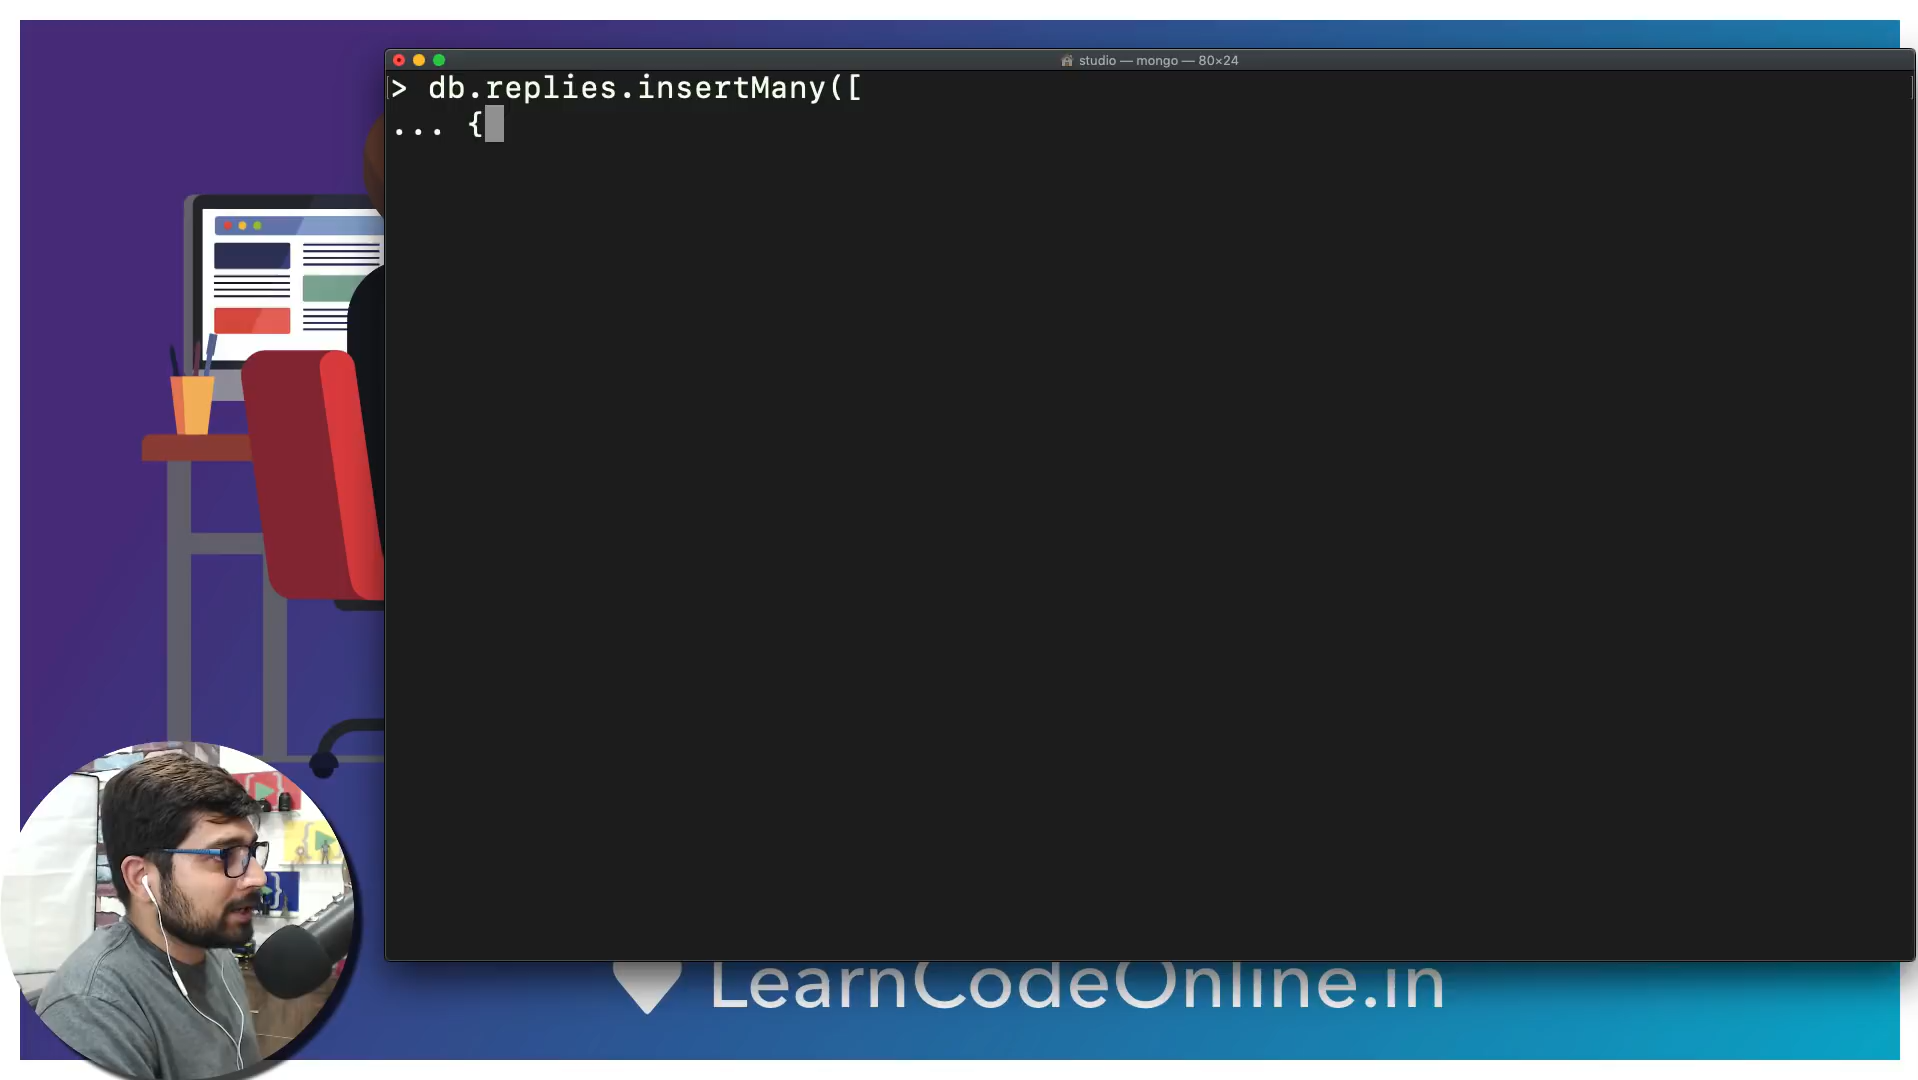 studio — mongo — 80×24
> db.replies.insertMany([
... {
LearnCodeOnline.in